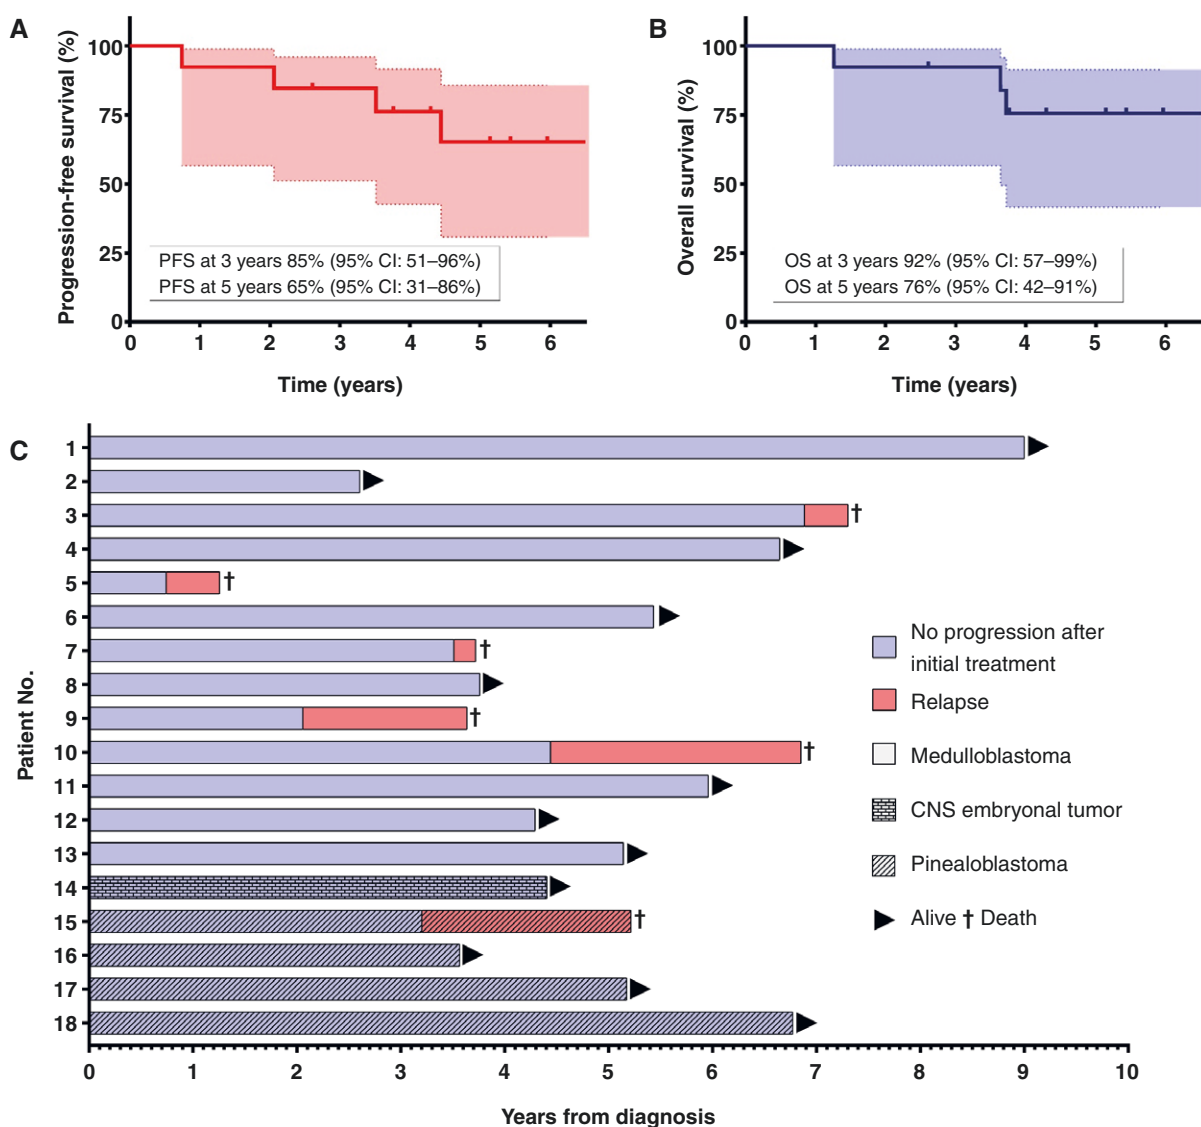 A
Progression-free survival (%)
100
75
50
25
0
PFS at 3 years 85% (95% CI: 51–96%)
PFS at 5 years 65% (95% CI: 31–86%)
0 1 2 3 4 5 6
Time (years)
B
Overall survival (%)
100
75
50
25
0
OS at 3 years 92% (95% CI: 57–99%)
OS at 5 years 76% (95% CI: 42–91%)
0 1 2 3 4 5 6
Time (years)
C
Patient No.
1
2
3
†
4
5
†
6
7
†
8
9
†
10
†
11
12
13
14
15
†
16
17
18
No progression after
initial treatment
Relapse
Medulloblastoma
CNS embryonal tumor
Pinealoblastoma
Alive † Death
0 1 2 3 4 5 6 7 8 9 10
Years from diagnosis